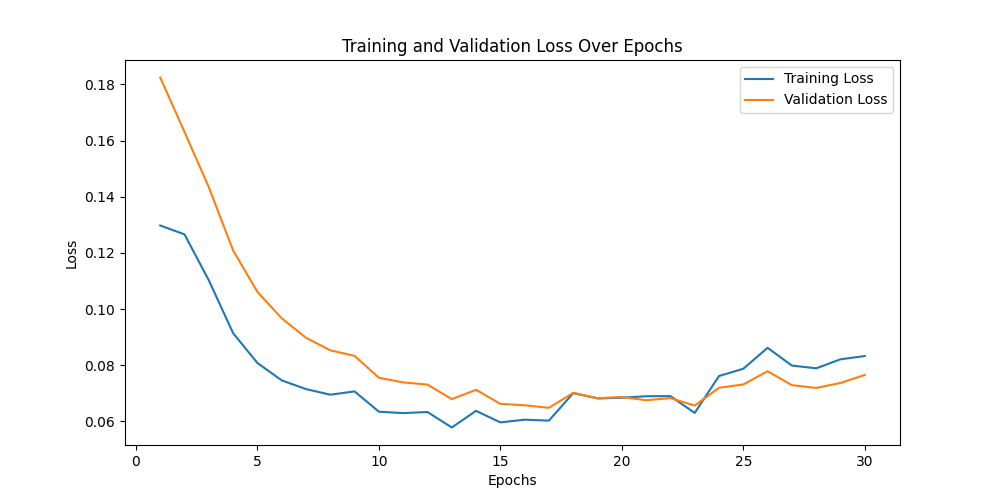 Training and Validation Loss Over Epochs
Training Loss
Validation Loss
Loss
0.18
0.16
0.14
0.12
0.10
0.08
0.06
0
5
10
15
20
25
30
Epochs